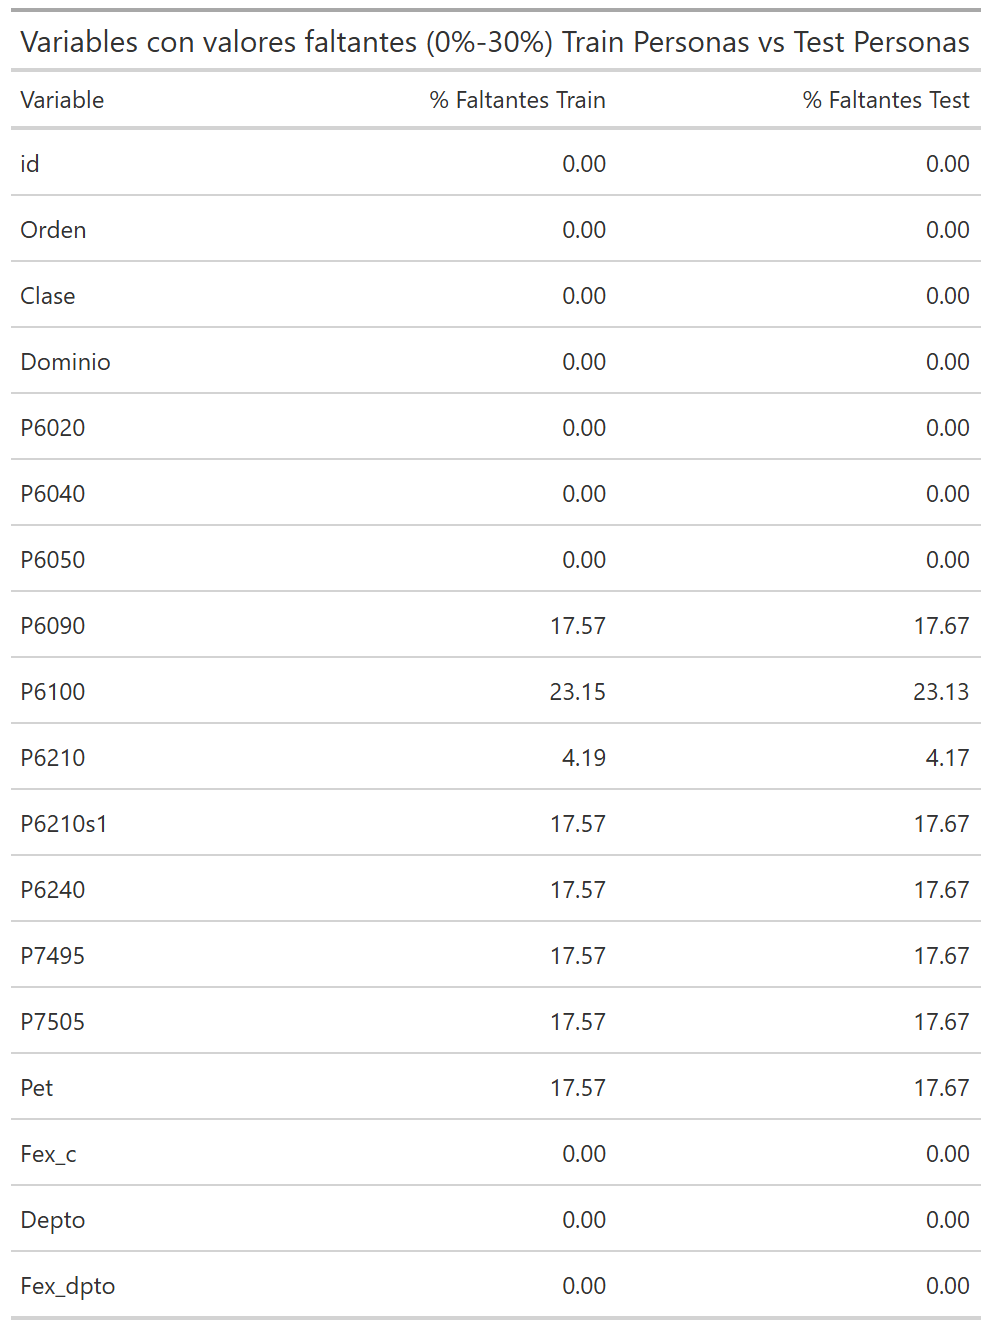 Variables con valores faltantes (0%-30%) Train Personas vs Test Personas
Variable % Faltantes Train % Faltantes Test
id 0.00 0.00
Orden 0.00 0.00
Clase 0.00 0.00
Dominio 0.00 0.00
P6020 0.00 0.00
P6040 0.00 0.00
P6050 0.00 0.00
P6090 17.57 17.67
P6100 23.15 23.13
P6210 4.19 4.17
P6210s1 17.57 17.67
P6240 17.57 17.67
P7495 17.57 17.67
P7505 17.57 17.67
Pet 17.57 17.67
Fex_c 0.00 0.00
Depto 0.00 0.00
Fex_dpto 0.00 0.00